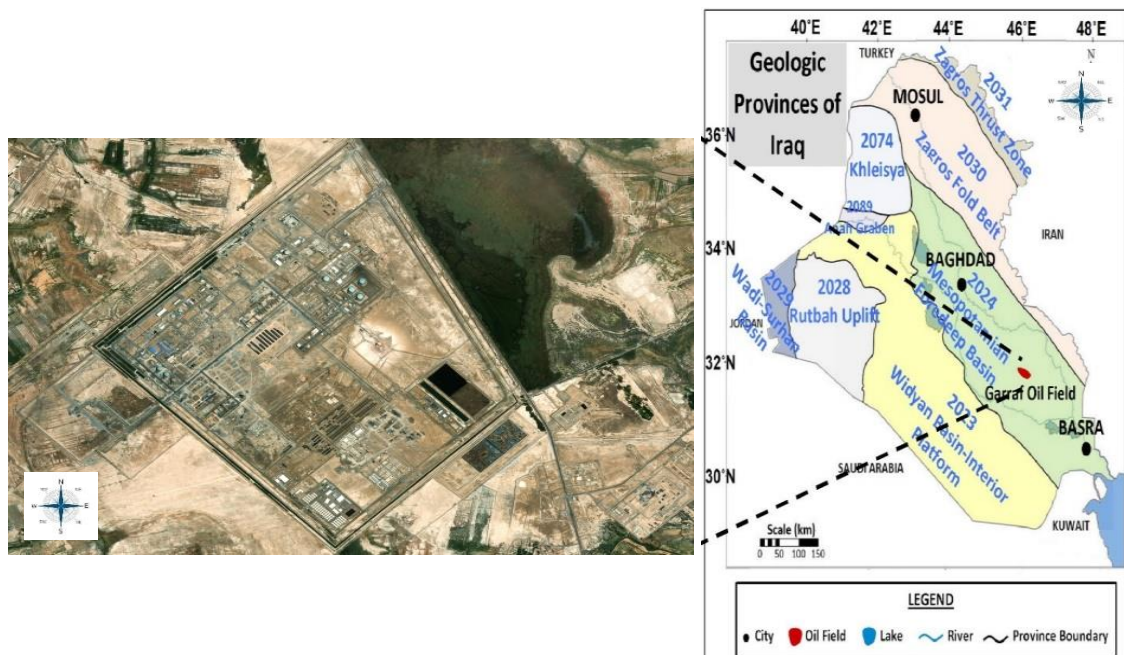 40°E 42°E 44°E 46°E 48°E
TURKEY
N
Geologic
Provinces of
Iraq
N
W
E
S
MOSUL
2031
Zagros Thrust Zone
36°N
2074
Khleisya
2030
Zagros Fold Belt
2089
Anah Graben
IRAN
34°N
BAGHDAD
2024
Mesopotamian
Foredeep Basin
2028
Rutbah Uplift
2029
Wadi-Surhan
Basin
JORDAN
32°N
Garraf Oil Field
2023
Widyan Basin-Interior
Platform
BASRA
30°N
SAUDI ARABIA
KUWAIT
Scale (km)
0 50 100 150
LEGEND
City Oil Field Lake River Province Boundary
N
W
E
S